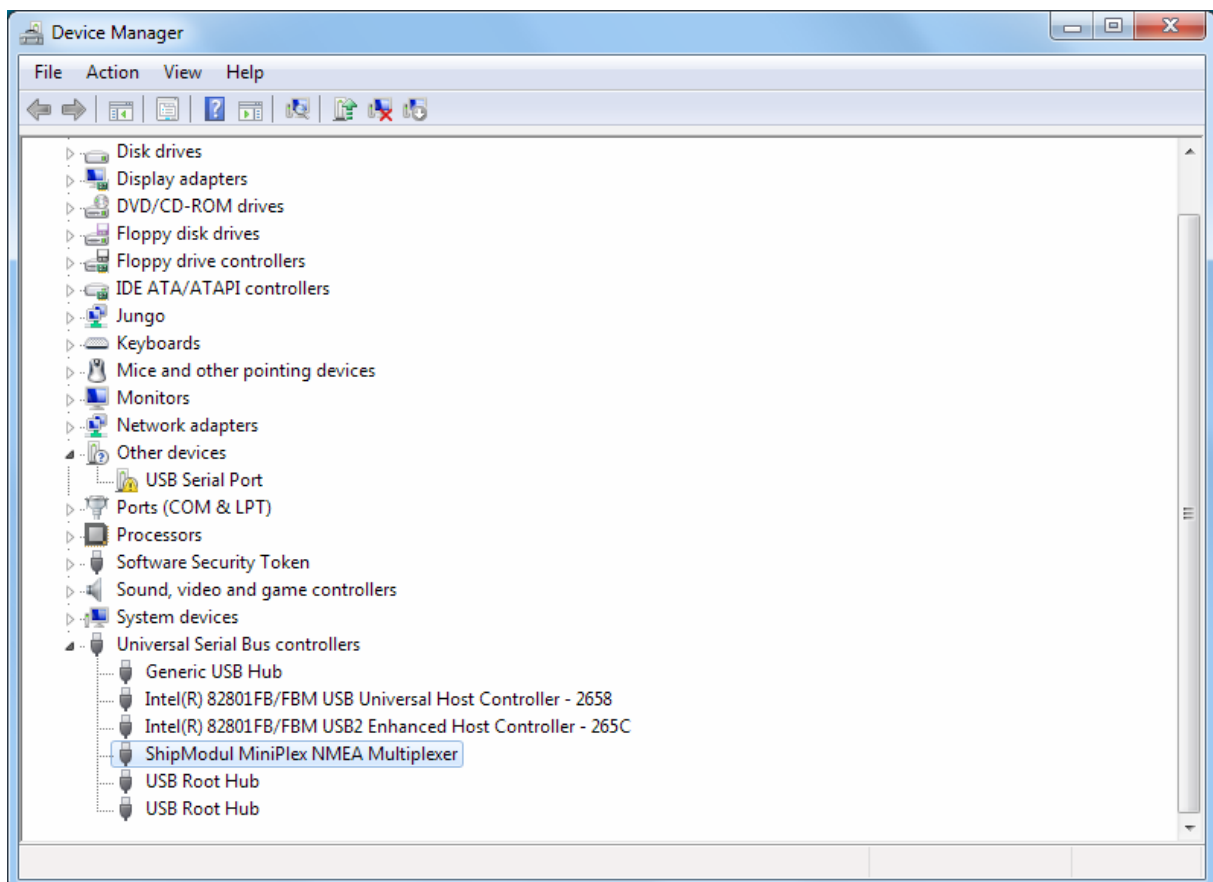 Device Manager
File Action View Help
Disk drives
Display adapters
DVD/CD-ROM drives
Floppy disk drives
Floppy drive controllers
IDE ATA/ATAPI controllers
Jungo
Keyboards
Mice and other pointing devices
Monitors
Network adapters
Other devices
USB Serial Port
Ports (COM & LPT)
Processors
Software Security Token
Sound, video and game controllers
System devices
Universal Serial Bus controllers
Generic USB Hub
Intel(R) 82801FB/FBM USB Universal Host Controller - 2658
Intel(R) 82801FB/FBM USB2 Enhanced Host Controller - 265C
ShipModul MiniPlex NMEA Multiplexer
USB Root Hub
USB Root Hub